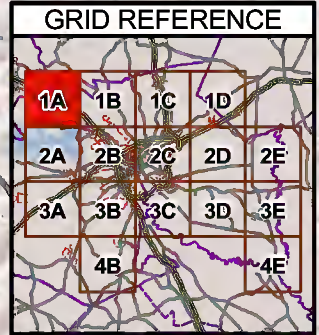 GRID REFERENCE
1A 1B 1C 1D
2A 2B 2C 2D 2E
3A 3B 3C 3D 3E
4B 4E